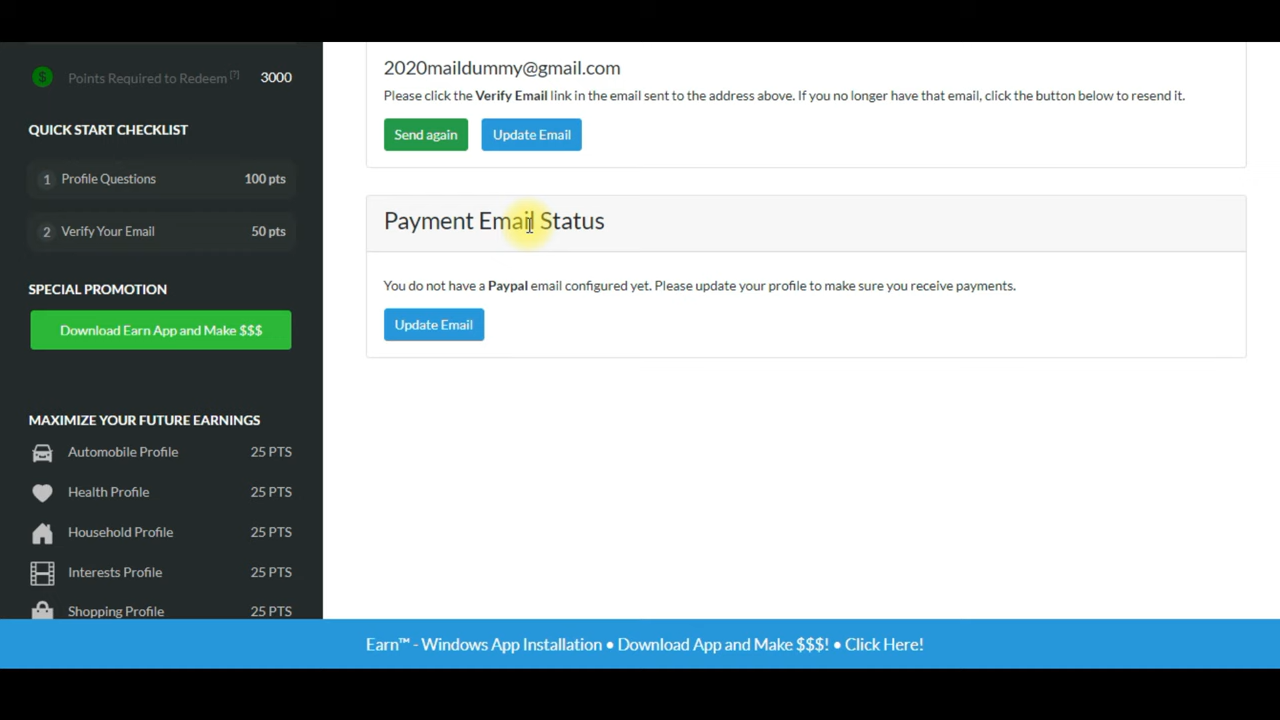 Points Required to Redeem [?] 3000
QUICK START CHECKLIST
1 Profile Questions 100 pts
2 Verify Your Email 50 pts
SPECIAL PROMOTION
Download Earn App and Make $$$
MAXIMIZE YOUR FUTURE EARNINGS
Automobile Profile 25 PTS
Health Profile 25 PTS
Household Profile 25 PTS
Interests Profile 25 PTS
Shopping Profile 25 PTS
2020maildummy@gmail.com
Please click the Verify Email link in the email sent to the address above. If you no longer have that email, click the button below to resend it.
Send again Update Email
Payment Email Status
You do not have a Paypal email configured yet. Please update your profile to make sure you receive payments.
Update Email
Earn™ - Windows App Installation • Download App and Make $$$! • Click Here!